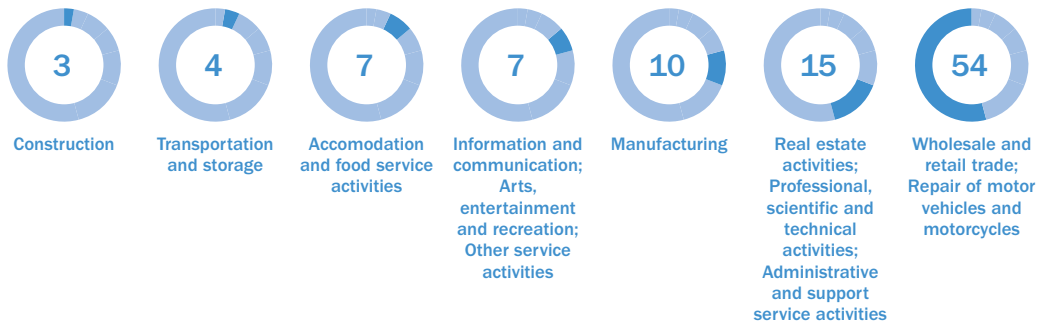 3
Construction
4
Transportation
and storage
7
Accomodation
and food service
activities
7
Information and
communication;
Arts,
entertainment
and recreation;
Other service
activities
10
Manufacturing
15
Real estate
activities;
Professional,
scientific and
technical
activities;
Administrative
and support
service activities
54
Wholesale and
retail trade;
Repair of motor
vehicles and
motorcycles